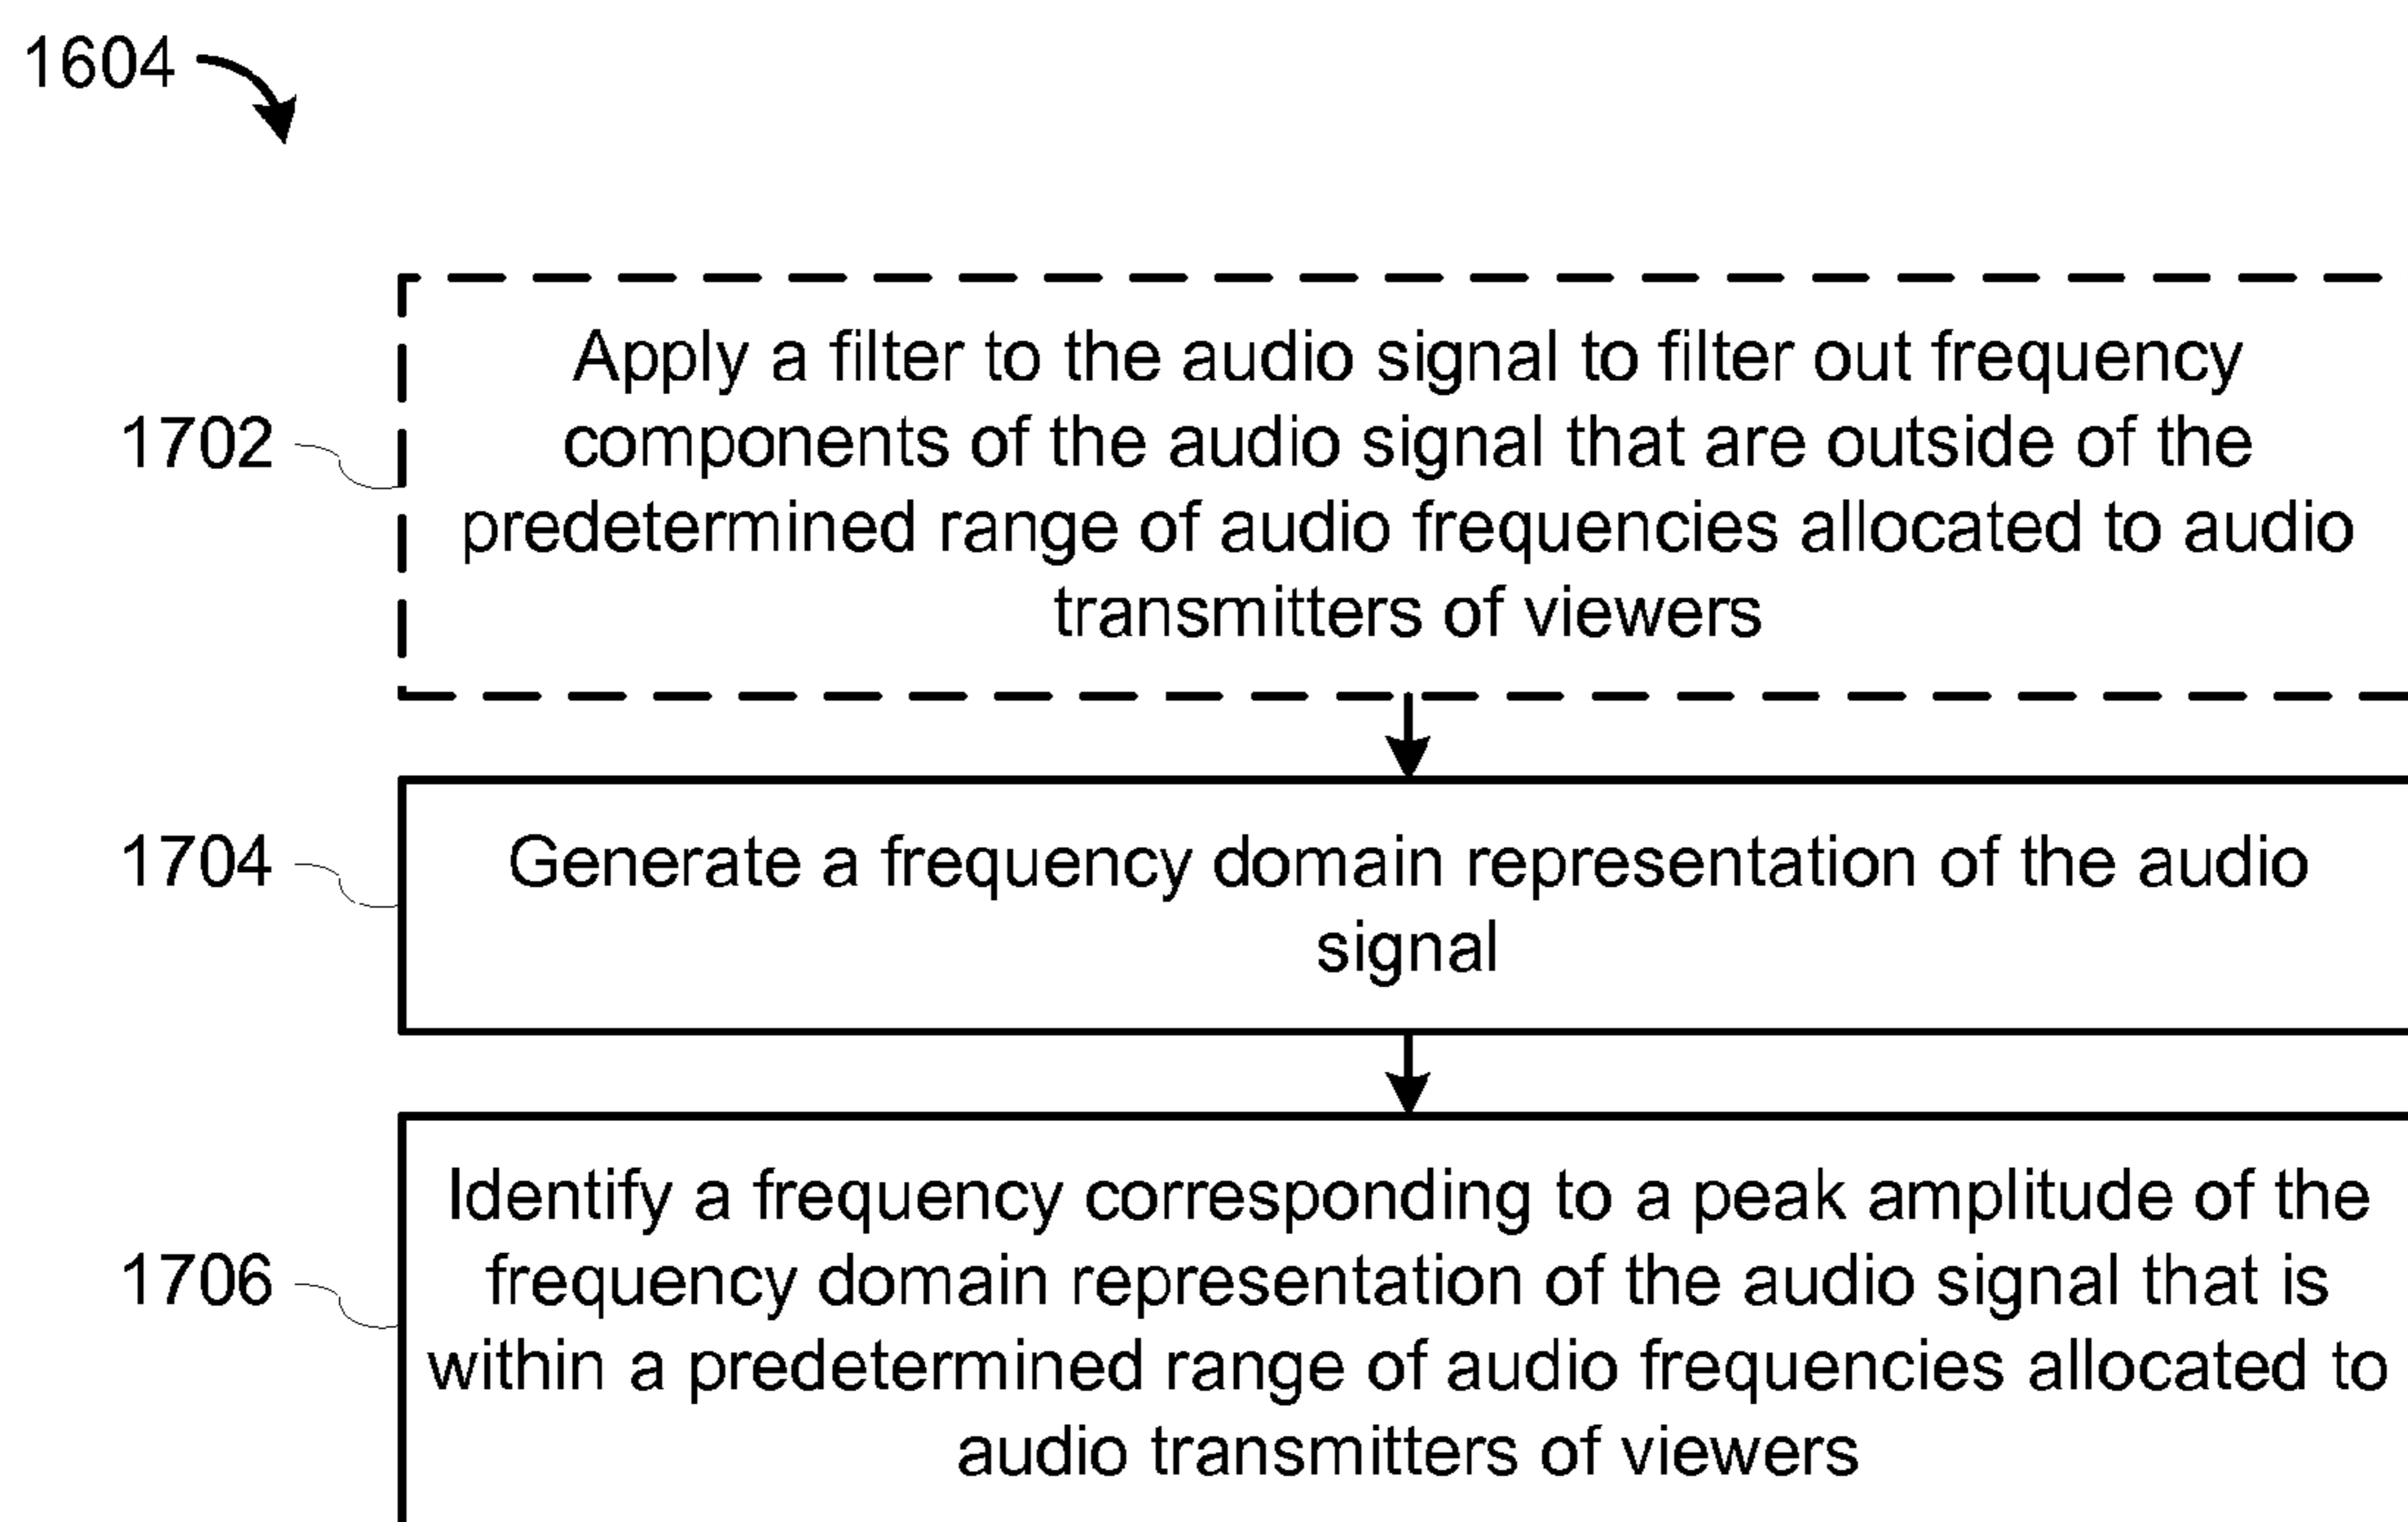 1604
Apply a filter to the audio signal to filter out frequency
components of the audio signal that are outside of the
1702
predetermined range of audio frequencies allocated to audio
transmitters of viewers
1704
Generate a frequency domain representation of the audio
signal
Identify a frequency corresponding to a peak amplitude of the
1706
frequency domain representation of the audio signal that is
within a predetermined range of audio frequencies allocated to
audio transmitters of viewers